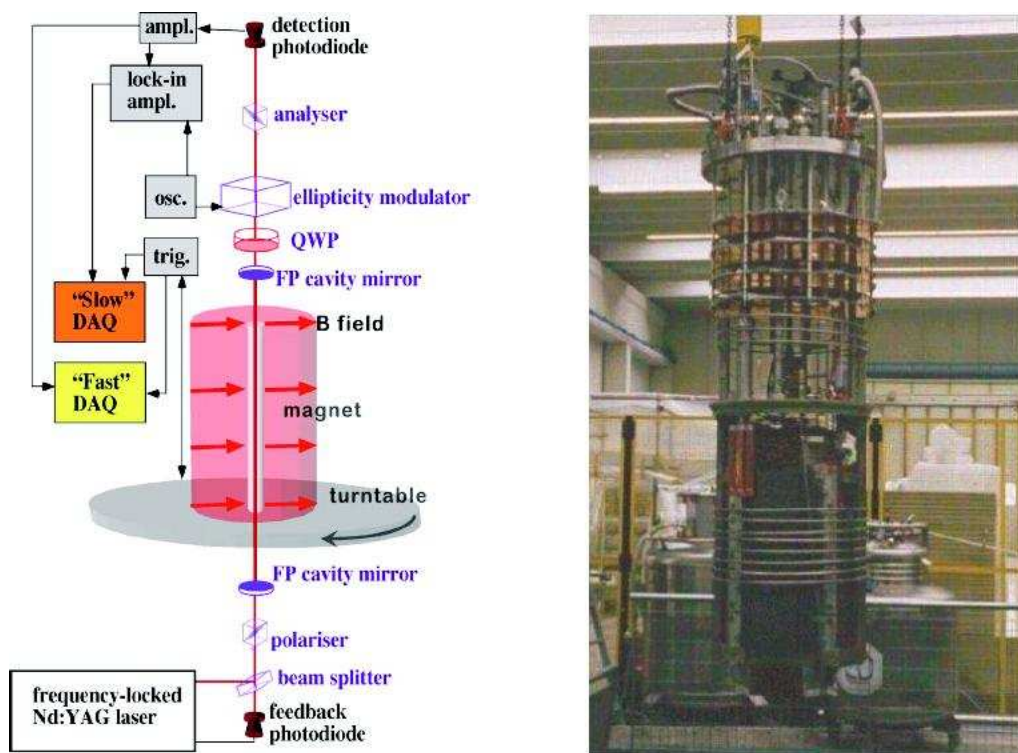 ampl.
detection
photodiode
lock-in
ampl.
analyser
osc.
ellipticity modulator
QWP
trig.
FP cavity mirror
“Slow”
DAQ
B field
“Fast”
DAQ
magnet
turntable
FP cavity mirror
polariser
beam splitter
frequency-locked
Nd:YAG laser
feedback
photodiode